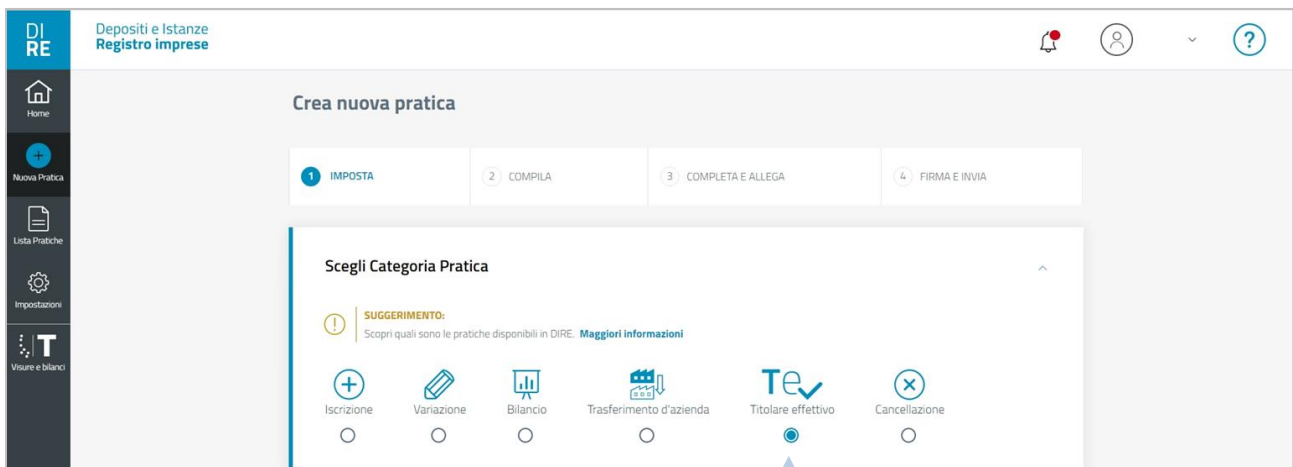 DI
RE
Depositi e Istanze
Registro imprese
?
Home
Nuova Pratica
Lista Pratiche
Impostazioni
T
Visure e bilanci
Crea nuova pratica
1 IMPOSTA
2 COMPILA
3 COMPLETA E ALLEGA
4 FIRMA E INVIA
Scegli Categoria Pratica
SUGGERIMENTO:
Scopri quali sono le pratiche disponibili in DIRE. Maggiori informazioni
Te
Iscrizione
Variazione
Bilancio
Trasferimento d'azienda
Titolare effettivo
Cancellazione